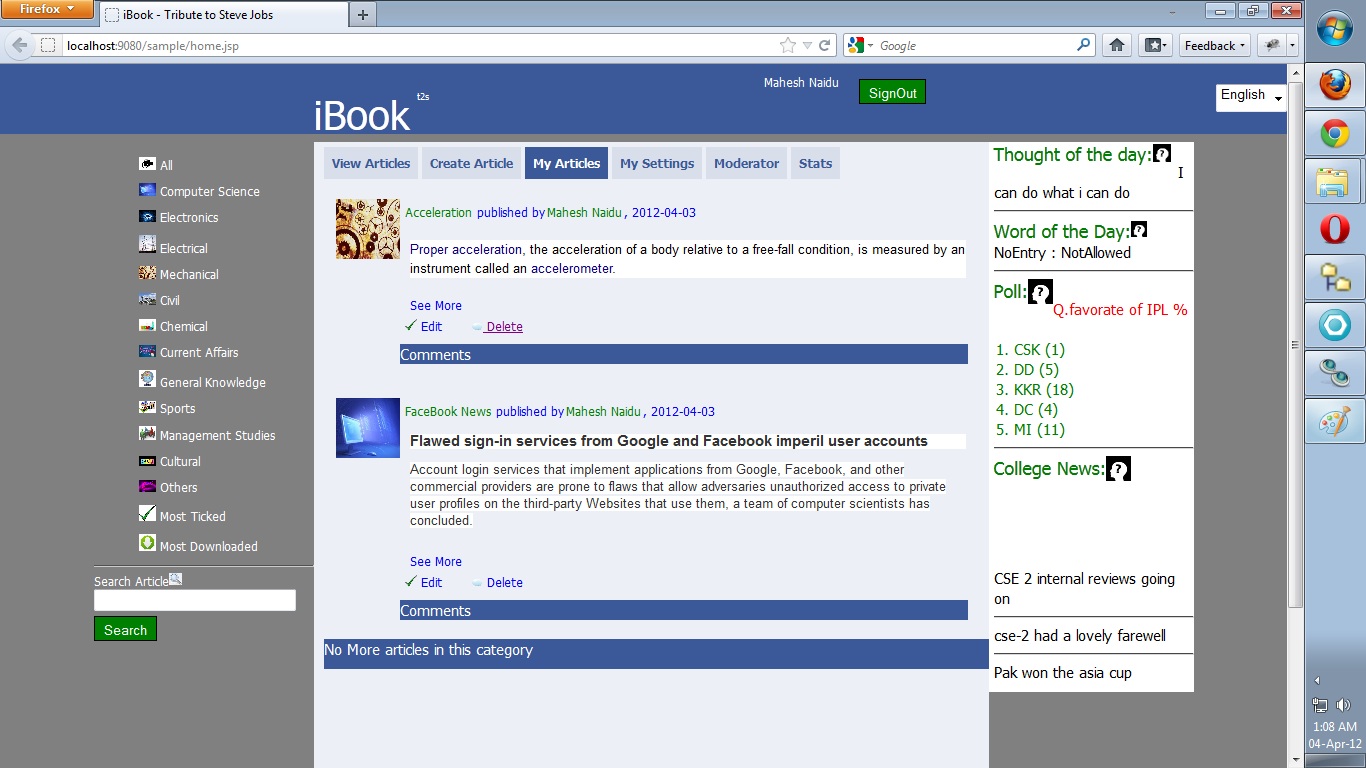 Firefox
iBook - Tribute to Steve Jobs
localhost:9080/sample/home.jsp
Google
Feedback
Mahesh Naidu
SignOut
English
iBook t2s
All
Computer Science
Electronics
Electrical
Mechanical
Civil
Chemical
Current Affairs
General Knowledge
Sports
Management Studies
Cultural
Others
Most Ticked
Most Downloaded
Search Article
Search
View Articles Create Article My Articles My Settings Moderator Stats
Acceleration published by Mahesh Naidu , 2012-04-03
Proper acceleration, the acceleration of a body relative to a free-fall condition, is measured by an
instrument called an accelerometer.
See More
Edit Delete
Comments
FaceBook News published by Mahesh Naidu , 2012-04-03
Flawed sign-in services from Google and Facebook imperil user accounts
Account login services that implement applications from Google, Facebook, and other
commercial providers are prone to flaws that allow adversaries unauthorized access to private
user profiles on the third-party Websites that use them, a team of computer scientists has
concluded.
See More
Edit Delete
Comments
No More articles in this category
Thought of the day:
I
can do what i can do
Word of the Day:
NoEntry : NotAllowed
Poll:
Q.favorate of IPL %
1. CSK (1)
2. DD (5)
3. KKR (18)
4. DC (4)
5. MI (11)
College News:
CSE 2 internal reviews going
on
cse-2 had a lovely farewell
Pak won the asia cup
1:08 AM
04-Apr-12